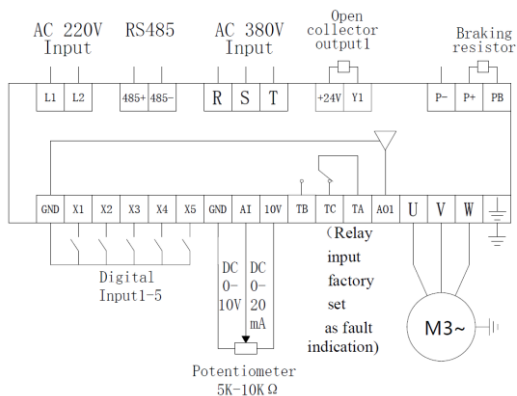 AC 220V
Input
RS485
AC 380V
Input
Open
collector
output1
Braking
resistor
L1 L2 485+ 485- R S T +24V Y1 P- P+ PB
GND X1 X2 X3 X4 X5 GND AI 10V TB TC TA AO1 U V W
Digital
Input1-5
DC
0-
10V
DC
0-
20
mA
(Relay
input
factory
set
as fault
indication)
M3~
Potentiometer
5K-10KΩ